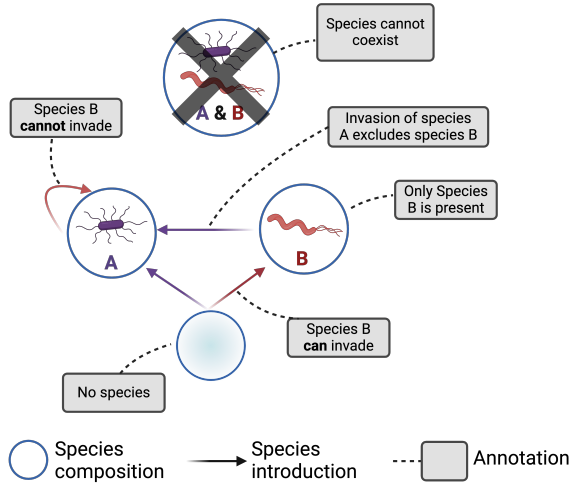 Species cannot
coexist
A & B
Species B
cannot invade
Invasion of species
A excludes species B
Only Species
B is present
A
B
Species B
can invade
No species
Species
composition
Species
introduction
Annotation